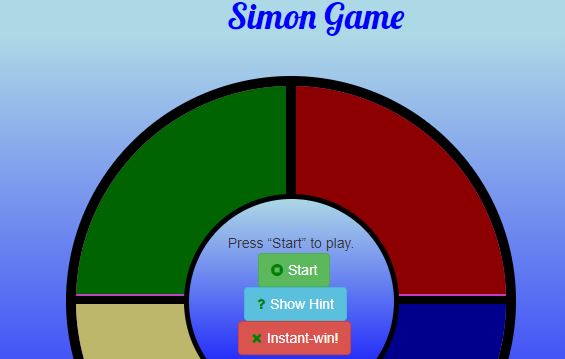 Simon Game
Press “Start” to play.
Start
? Show Hint
Instant-win!